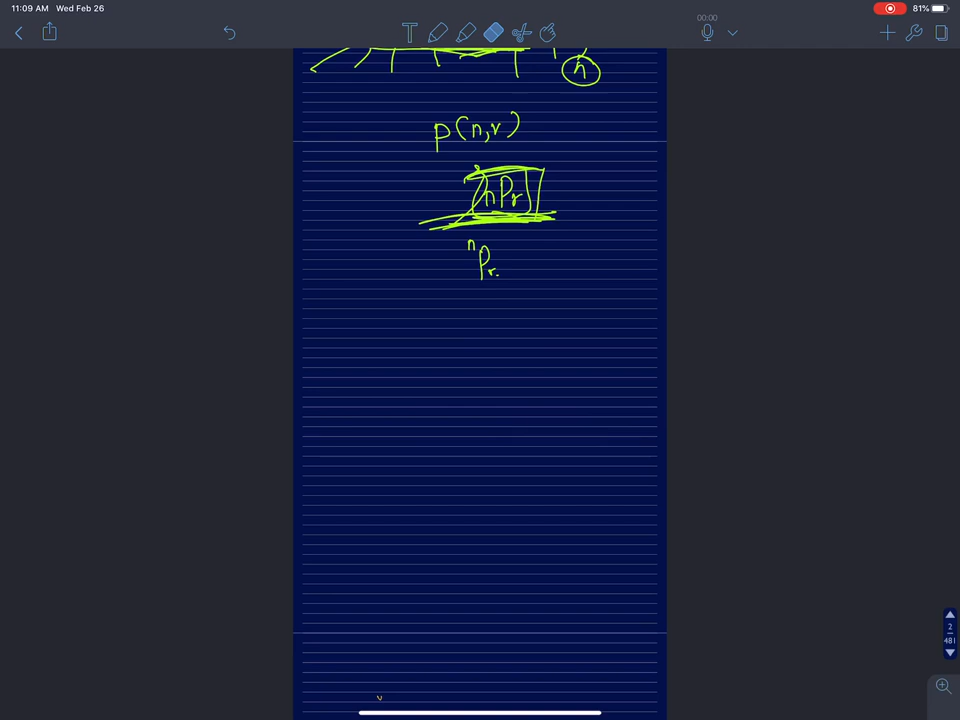 11:09 AM Wed Feb 26
81%
00:00
n
P(n,r)
nPr
ⁿPr.
2
481